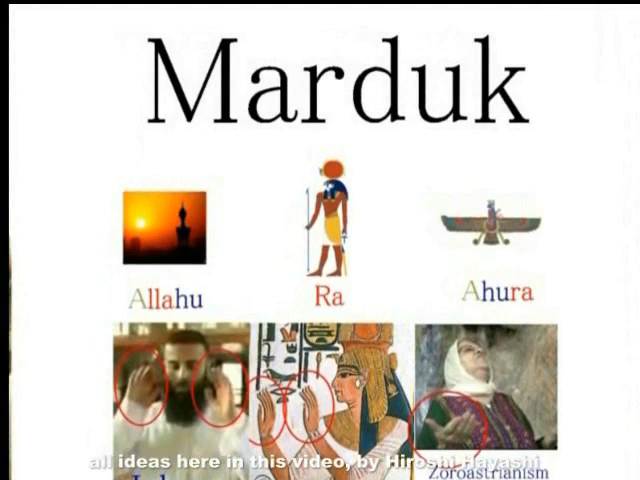 Marduk
Allahu Ra Ahura
all ideas here in this video, by Hiroshi Hayashi
Zoroastrianism